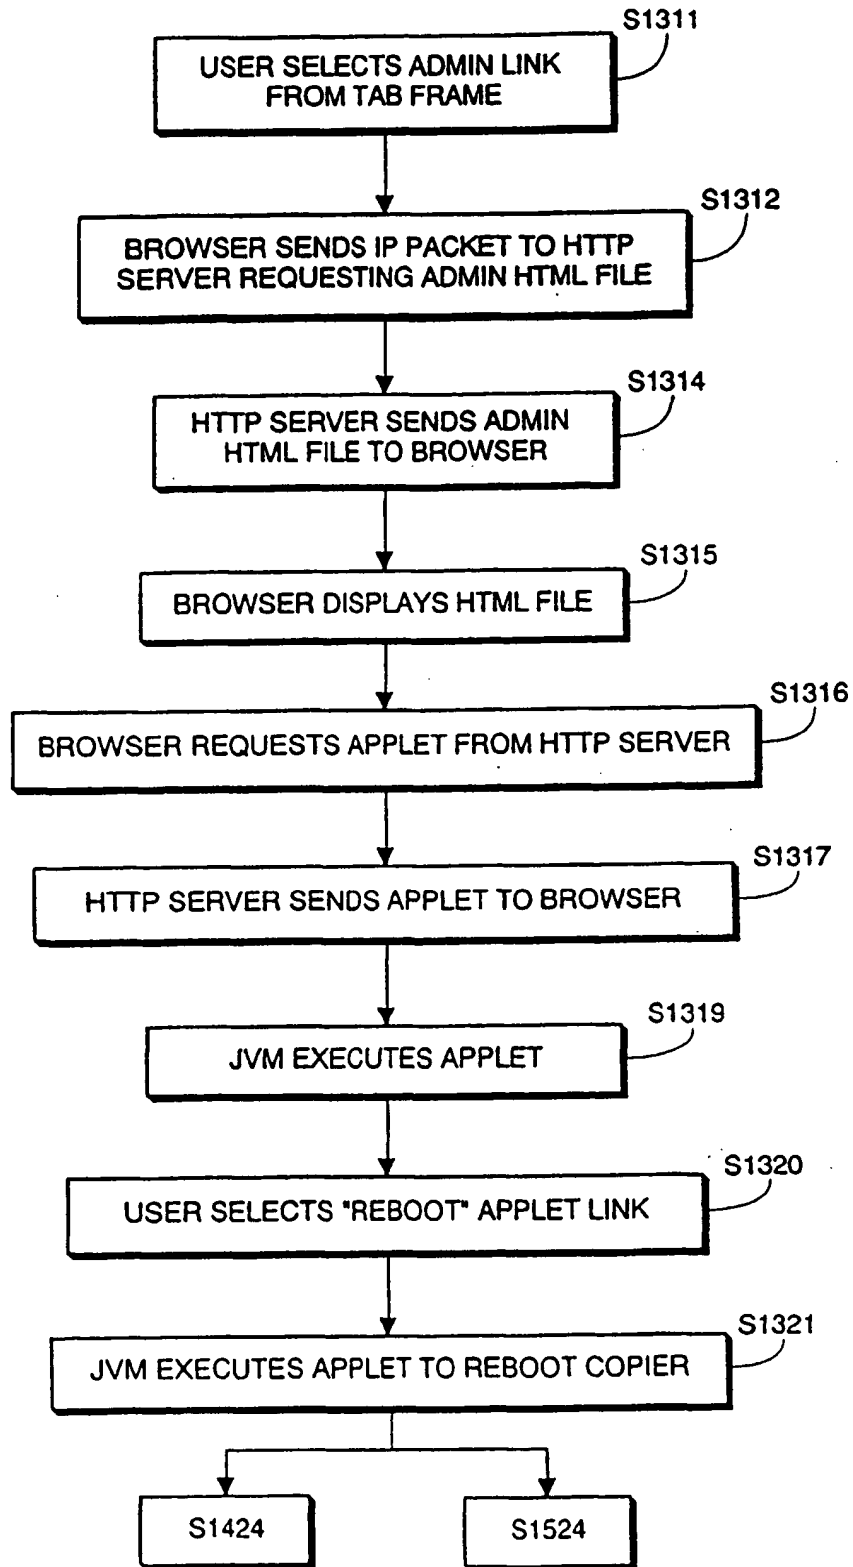 S1311
USER SELECTS ADMIN LINK
FROM TAB FRAME
S1312
BROWSER SENDS IP PACKET TO HTTP
SERVER REQUESTING ADMIN HTML FILE
S1314
HTTP SERVER SENDS ADMIN
HTML FILE TO BROWSER
S1315
BROWSER DISPLAYS HTML FILE
S1316
BROWSER REQUESTS APPLET FROM HTTP SERVER
S1317
HTTP SERVER SENDS APPLET TO BROWSER
S1319
JVM EXECUTES APPLET
S1320
USER SELECTS "REBOOT" APPLET LINK
S1321
JVM EXECUTES APPLET TO REBOOT COPIER
S1424
S1524